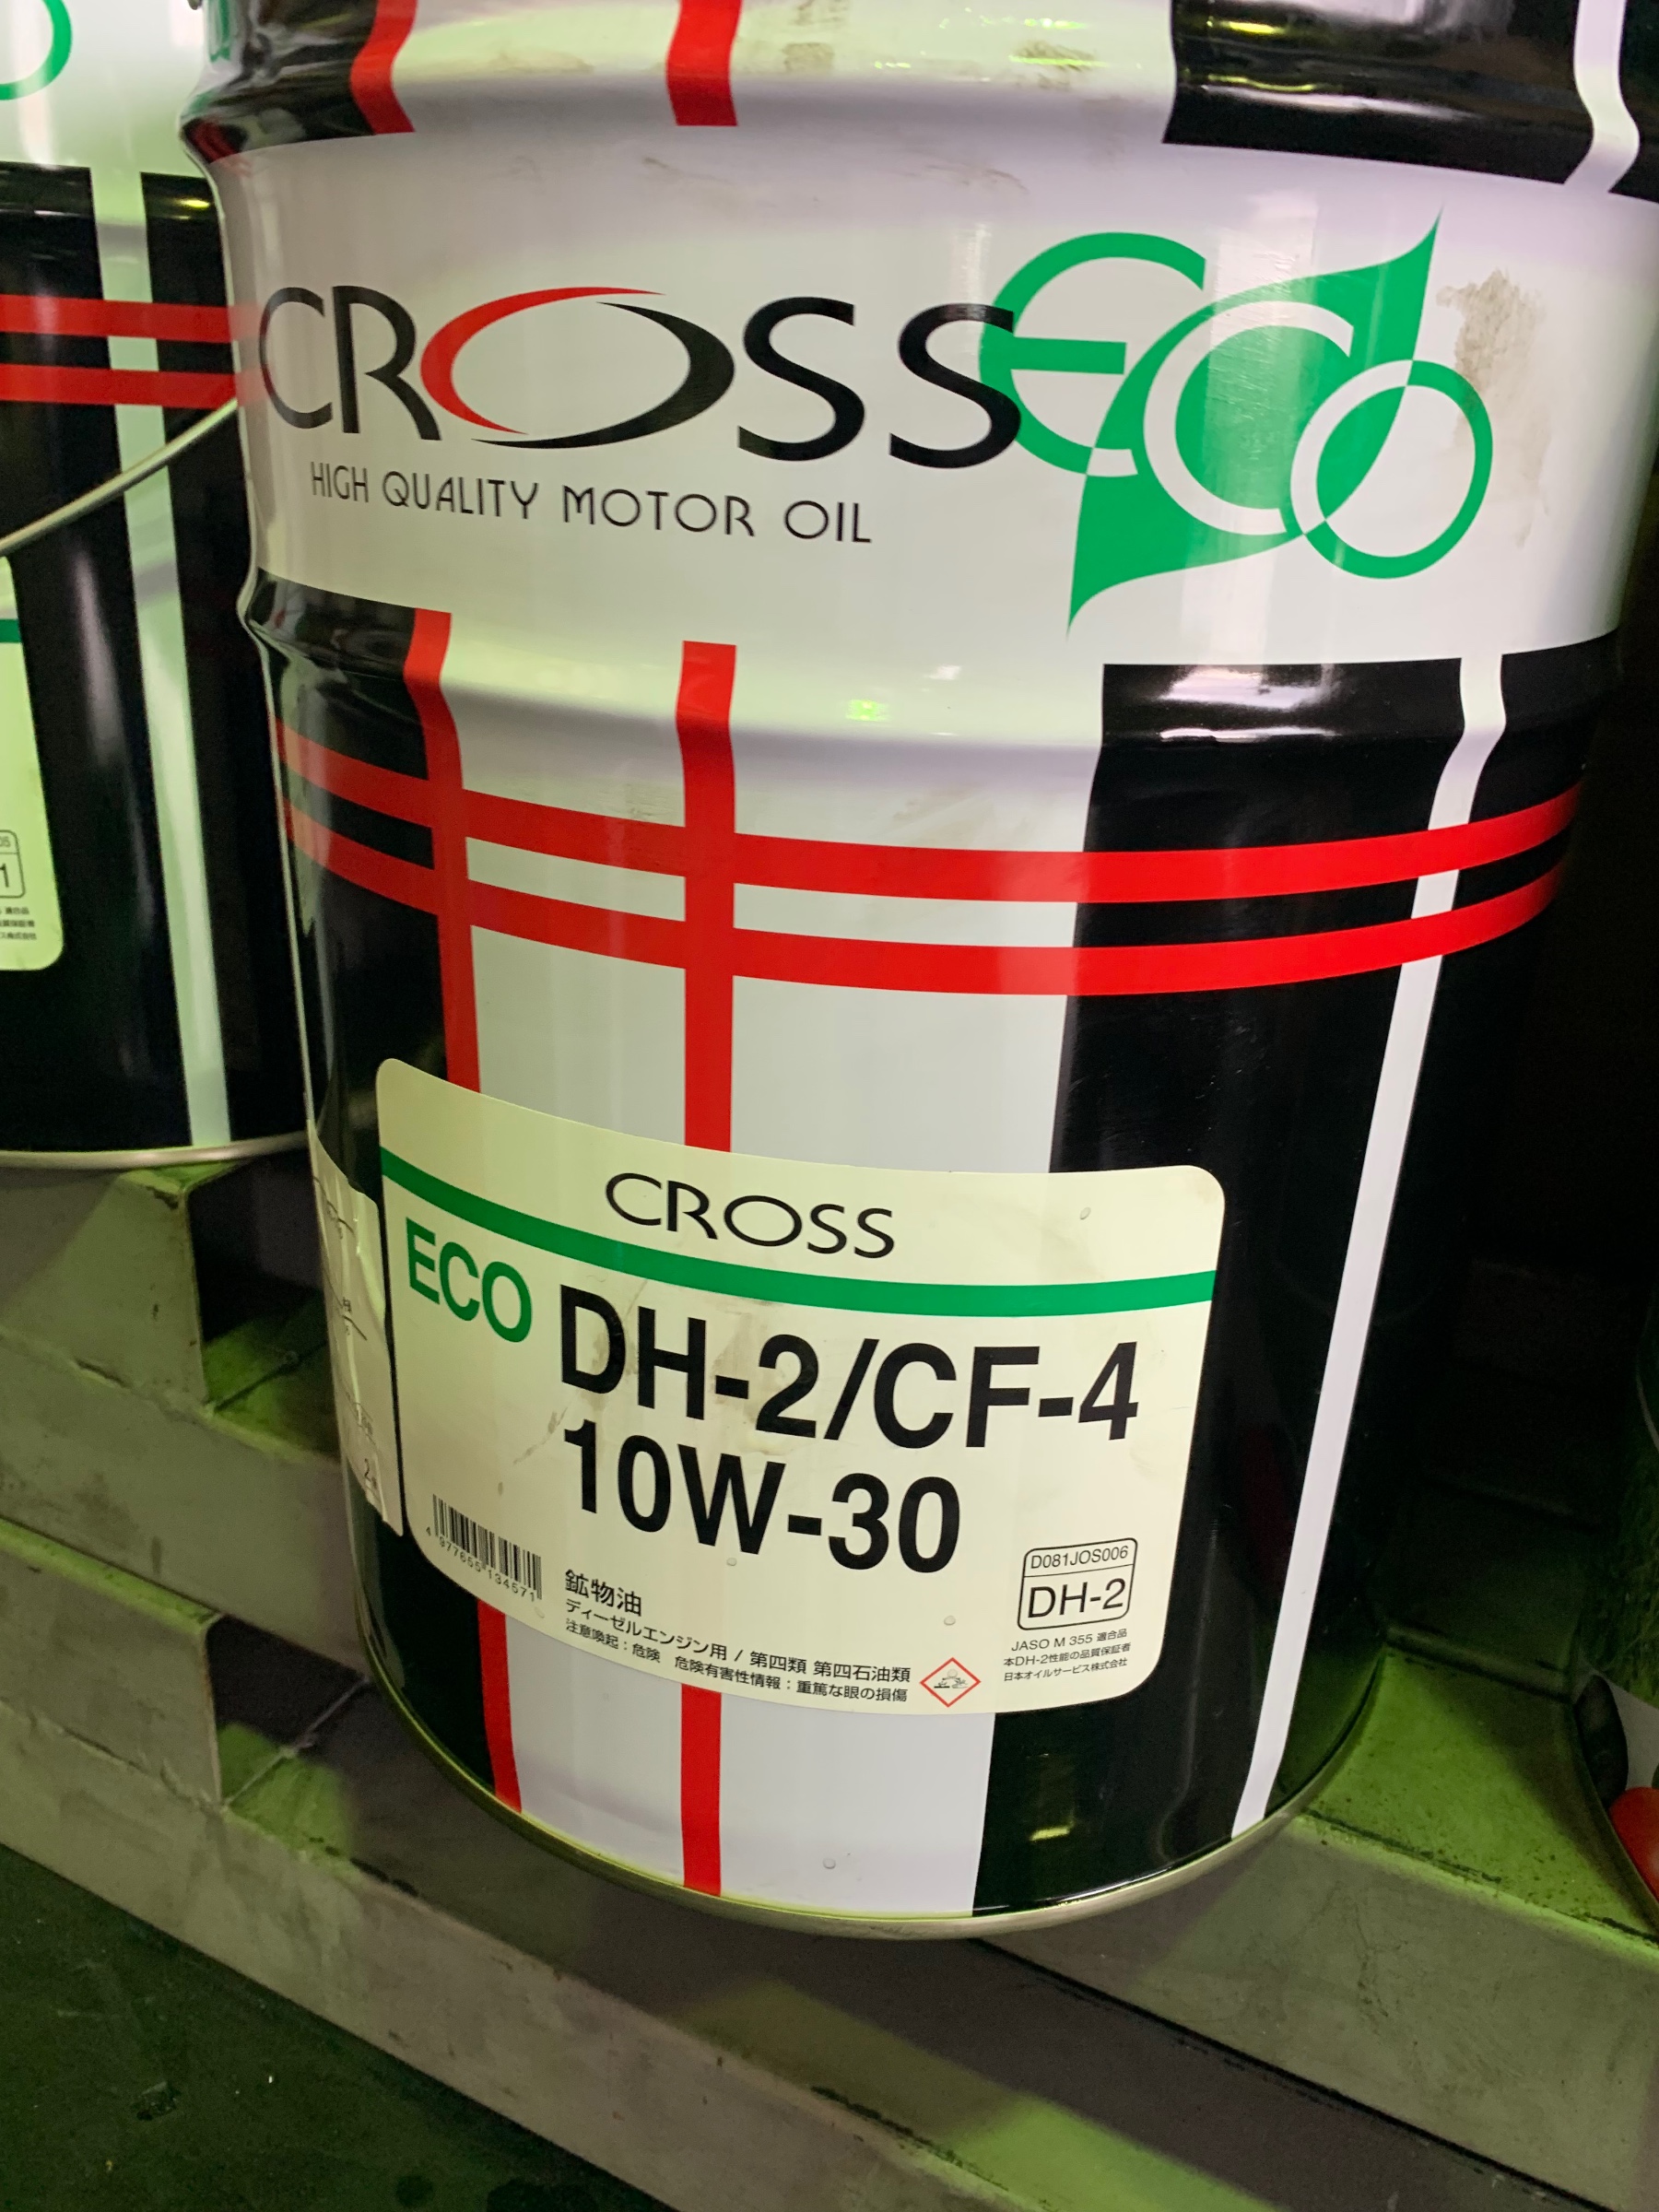 CROSS ECO
HIGH QUALITY MOTOR OIL
CROSS
ECO DH-2/CF-4
10W-30
4 977655 134571
鉱物油
ディーゼルエンジン用 / 第四類 第四石油類
注意喚起：危険 危険有害性情報：重篤な眼の損傷
D081JOS006
DH-2
JASO M 355 適合品
本DH-2性能の品質保証者
日本オイルサービス株式会社